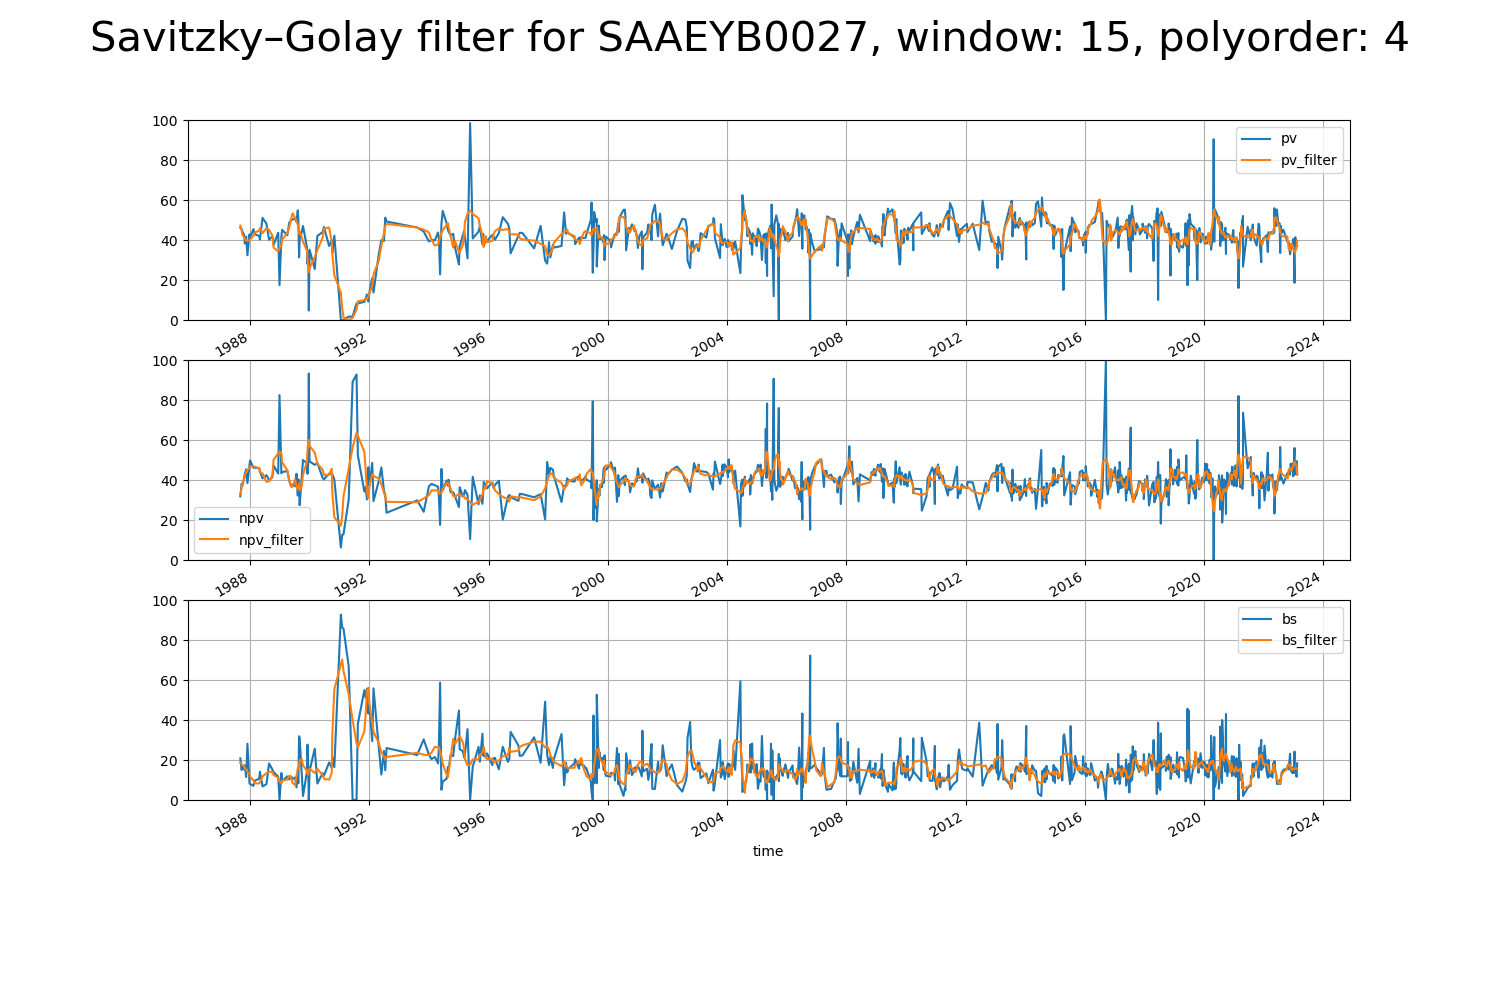 Savitzky–Golay filter for SAAEYB0027, window: 15, polyorder: 4
100
80
60
40
20
0
pv
pv_filter
1988 1992 1996 2000 2004 2008 2012 2016 2020 2024
100
80
60
40
20
0
npv
npv_filter
1988 1992 1996 2000 2004 2008 2012 2016 2020 2024
100
80
60
40
20
0
bs
bs_filter
1988 1992 1996 2000 2004 2008 2012 2016 2020 2024
time